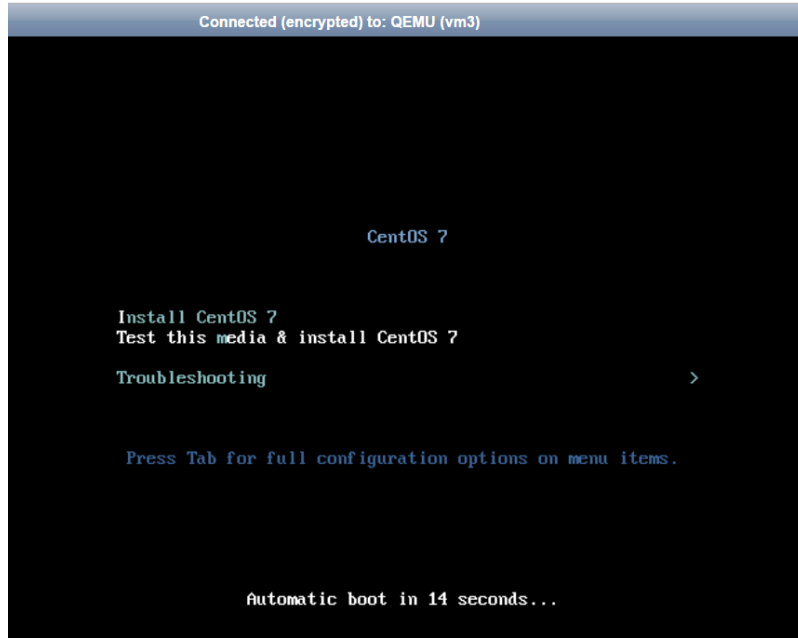 Connected (encrypted) to: QEMU (vm3)
CentOS 7
Install CentOS 7
Test this media & install CentOS 7
Troubleshooting >
Press Tab for full configuration options on menu items.
Automatic boot in 14 seconds...